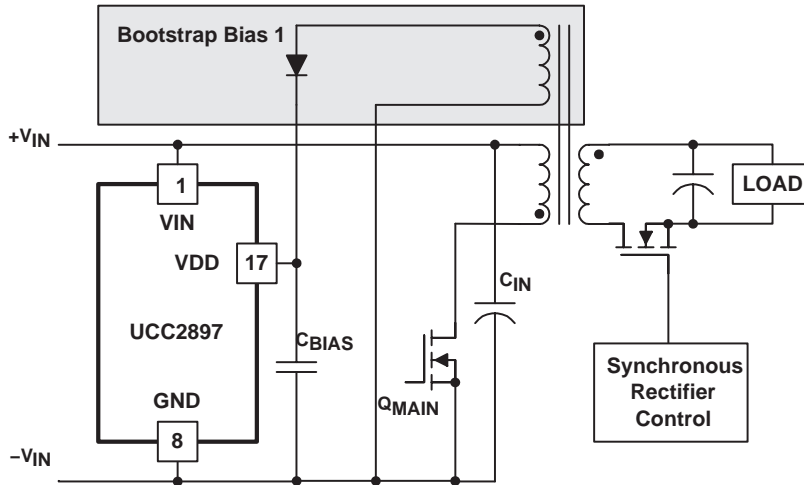 Bootstrap Bias 1
+VIN
1
VIN
VDD
17
UCC2897
CBIAS
GND
8
−VIN
CIN
QMAIN
LOAD
Synchronous
Rectifier
Control